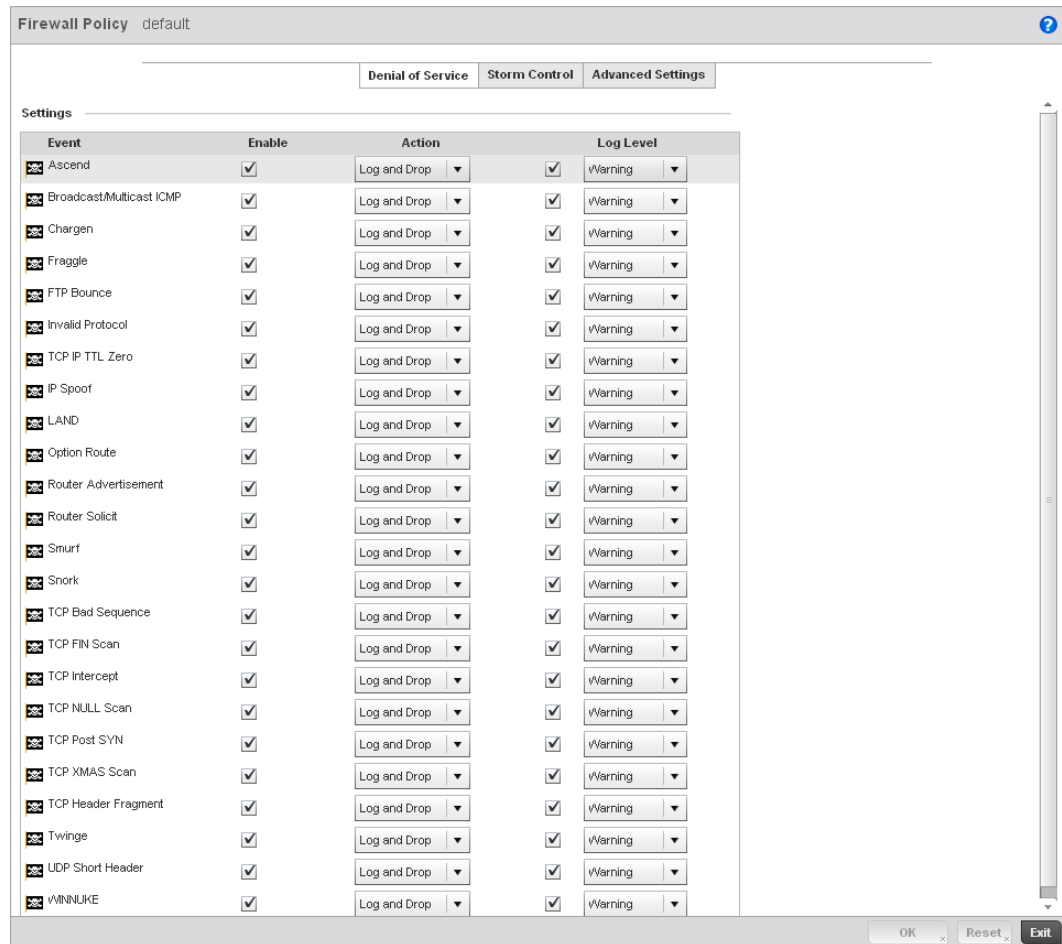 Firewall Policy default
Denial of Service Storm Control Advanced Settings
Settings
Event Enable Action Log Level
Ascend Log and Drop Warning
Broadcast/Multicast ICMP Log and Drop Warning
Chargen Log and Drop Warning
Fraggle Log and Drop Warning
FTP Bounce Log and Drop Warning
Invalid Protocol Log and Drop Warning
TCP IP TTL Zero Log and Drop Warning
IP Spoof Log and Drop Warning
LAND Log and Drop Warning
Option Route Log and Drop Warning
Router Advertisement Log and Drop Warning
Router Solicit Log and Drop Warning
Smurf Log and Drop Warning
Snork Log and Drop Warning
TCP Bad Sequence Log and Drop Warning
TCP FIN Scan Log and Drop Warning
TCP Intercept Log and Drop Warning
TCP NULL Scan Log and Drop Warning
TCP Post SYN Log and Drop Warning
TCP XMAS Scan Log and Drop Warning
TCP Header Fragment Log and Drop Warning
Twinge Log and Drop Warning
UDP Short Header Log and Drop Warning
WINNUKE Log and Drop Warning
OK Reset Exit